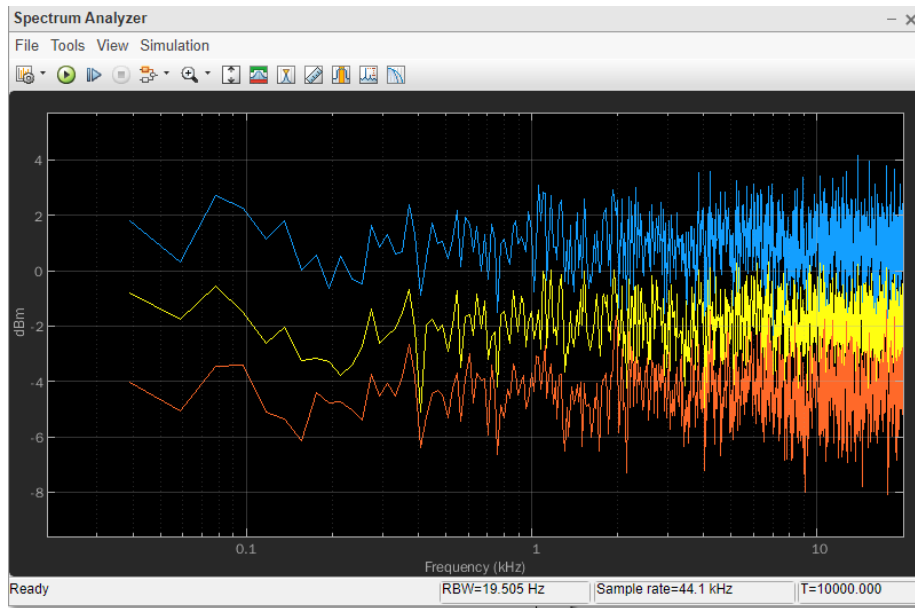 Spectrum Analyzer
File Tools View Simulation
4
2
0
-2
-4
-6
-8
dBm
0.1 1 10
Frequency (kHz)
Ready RBW=19.505 Hz Sample rate=44.1 kHz T=10000.000